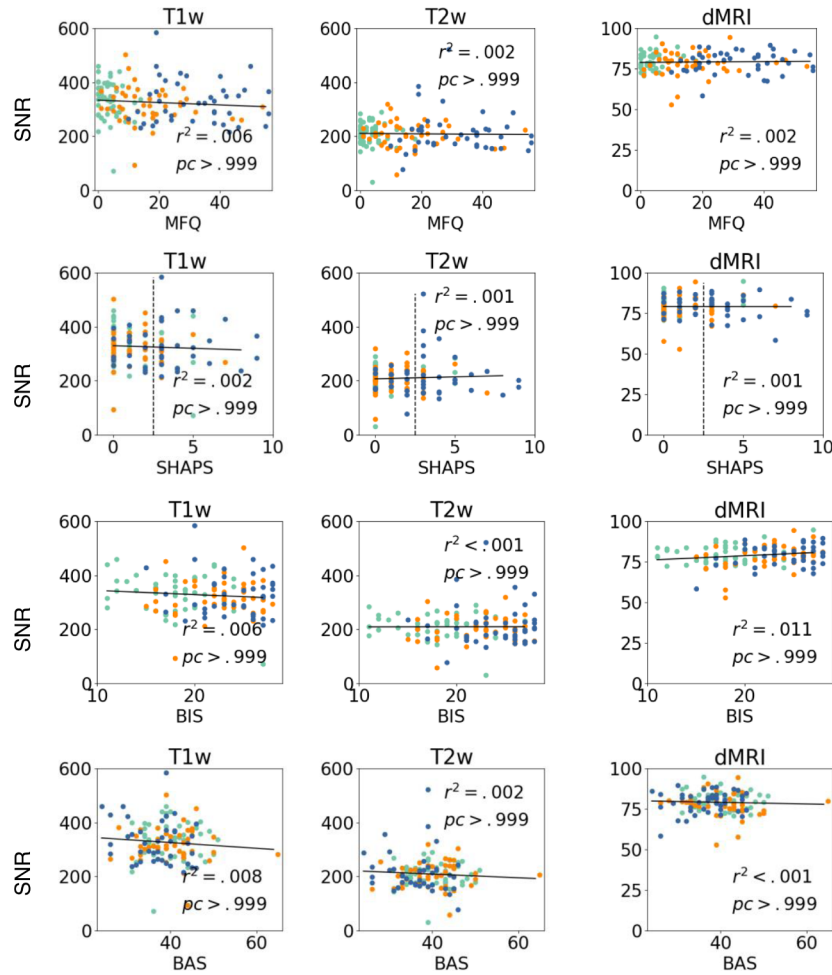 T1w T2w dMRI
SNR
600 600 100
400 400 75
200 200 50
0 0 25
r² = .006
pc > .999
r² = .002
pc > .999
r² = .002
pc > .999
0 20 40 0 20 40 0 20 40
MFQ MFQ MFQ
T1w T2w dMRI
SNR
600 600 100
400 400 75
200 200 50
0 0 25
0
r² = .002
pc > .999
r² = .001
pc > .999
r² = .001
pc > .999
0 5 10 0 5 10 0 5 10
SHAPS SHAPS SHAPS
T1w T2w dMRI
SNR
600 600 100
400 400 75
200 200 50
0 0 25
0
r² = .006
pc > .999
r² < .001
pc > .999
r² = .011
pc > .999
10 20 10 20 10 20
BIS BIS BIS
T1w T2w dMRI
SNR
600 600 100
400 400 75
200 200 50
0 0 25
0
r² = .008
pc > .999
r² = .002
pc > .999
r² < .001
pc > .999
40 60 40 60 40 60
BAS BAS BAS